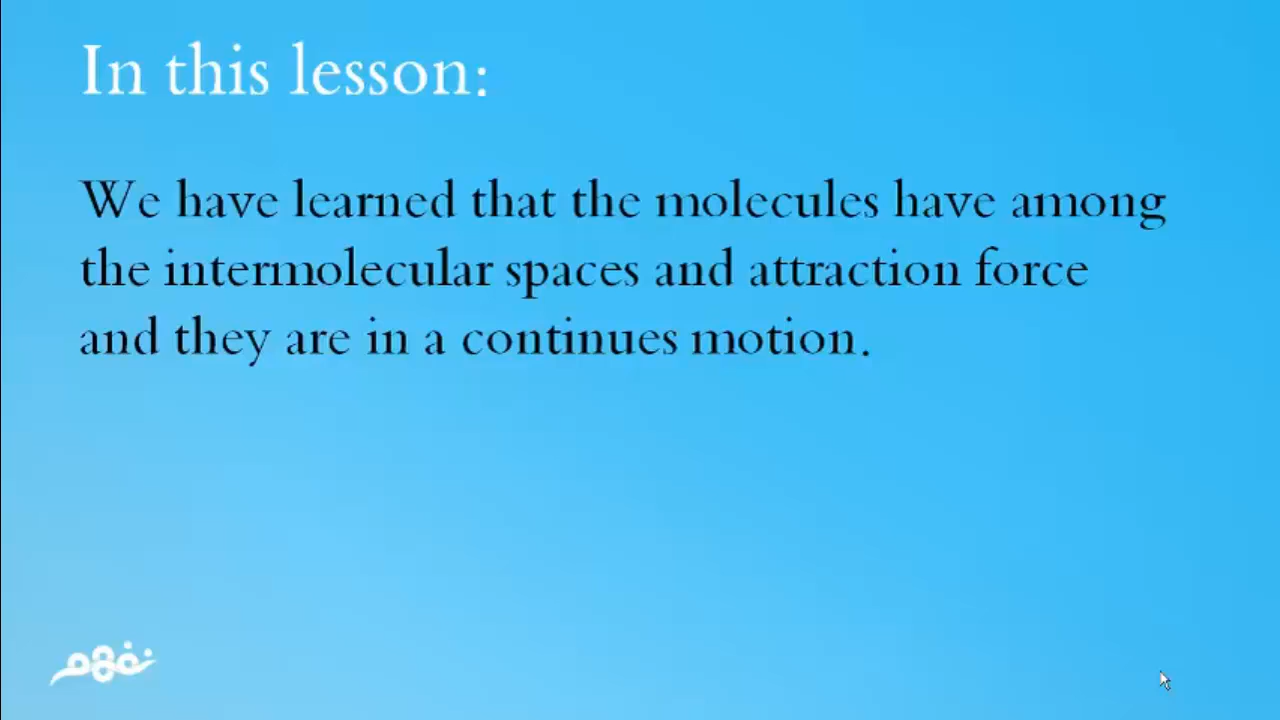 In this lesson:
We have learned that the molecules have among
the intermolecular spaces and attraction force
and they are in a continues motion.
نفهم